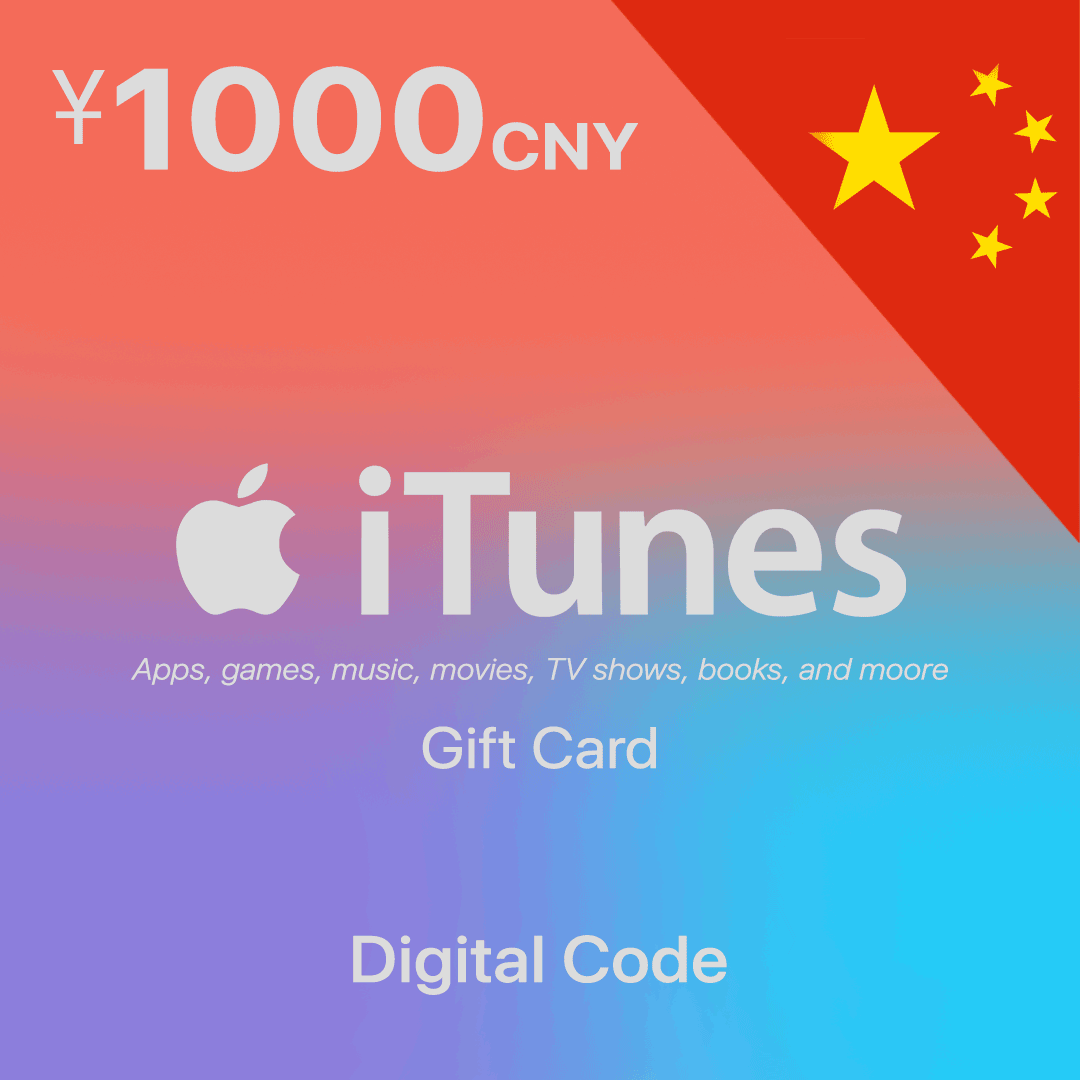 ¥1000CNY
iTunes
Apps, games, music, movies, TV shows, books, and moore
Gift Card
Digital Code